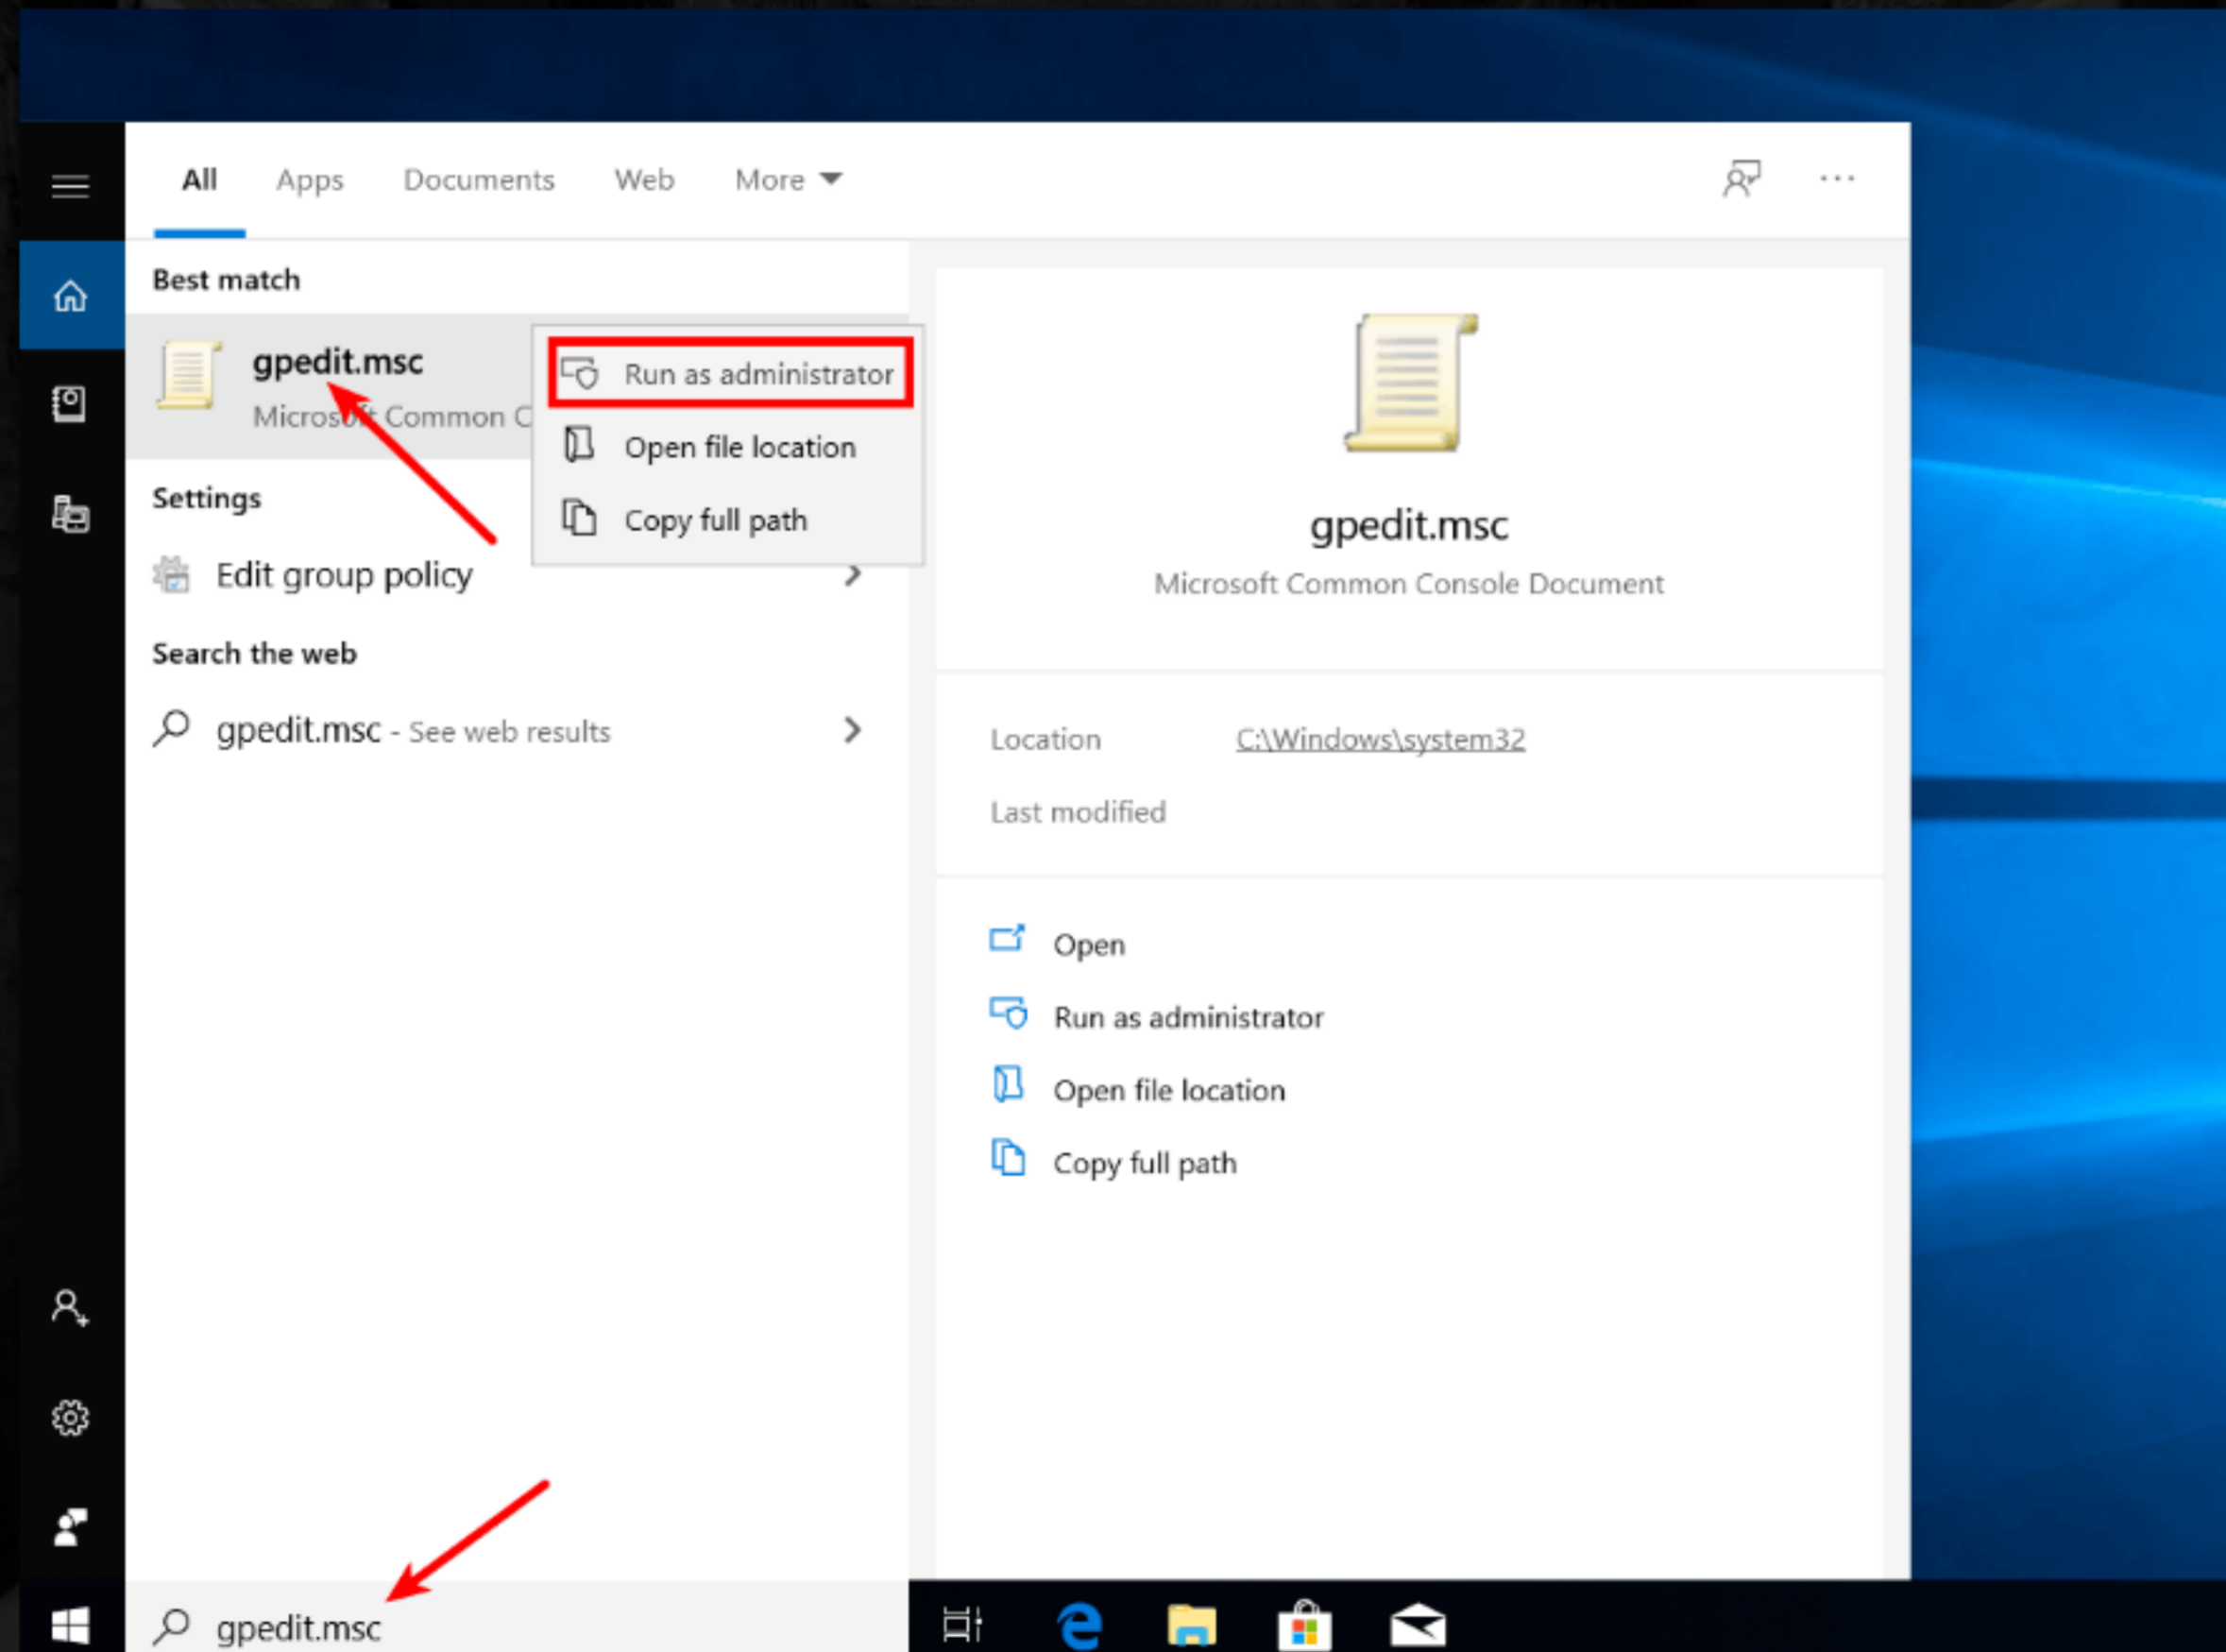 All Apps Documents Web More
Best match
gpedit.msc
Microsoft Common C
Run as administrator
Open file location
Copy full path
Settings
Edit group policy
Search the web
gpedit.msc - See web results
gpedit.msc
Microsoft Common Console Document
Location C:\Windows\system32
Last modified
Open
Run as administrator
Open file location
Copy full path
gpedit.msc